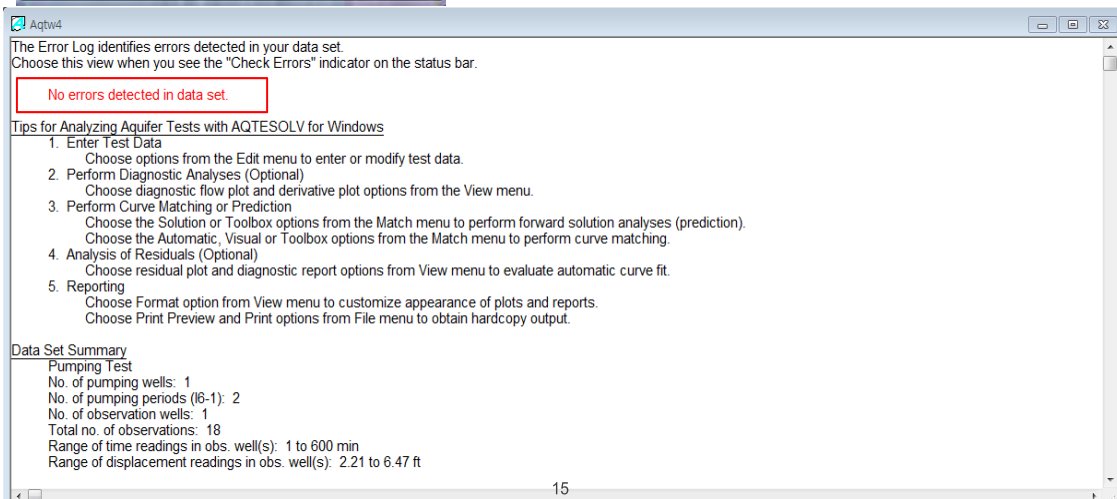 Aqtw4
The Error Log identifies errors detected in your data set.
Choose this view when you see the "Check Errors" indicator on the status bar.
No errors detected in data set.
Tips for Analyzing Aquifer Tests with AQTESOLV for Windows
1. Enter Test Data
Choose options from the Edit menu to enter or modify test data.
2. Perform Diagnostic Analyses (Optional)
Choose diagnostic flow plot and derivative plot options from the View menu.
3. Perform Curve Matching or Prediction
Choose the Solution or Toolbox options from the Match menu to perform forward solution analyses (prediction).
Choose the Automatic, Visual or Toolbox options from the Match menu to perform curve matching.
4. Analysis of Residuals (Optional)
Choose residual plot and diagnostic report options from View menu to evaluate automatic curve fit.
5. Reporting
Choose Format option from View menu to customize appearance of plots and reports.
Choose Print Preview and Print options from File menu to obtain hardcopy output.
Data Set Summary
Pumping Test
No. of pumping wells: 1
No. of pumping periods (I6-1): 2
No. of observation wells: 1
Total no. of observations: 18
Range of time readings in obs. well(s): 1 to 600 min
Range of displacement readings in obs. well(s): 2.21 to 6.47 ft
15